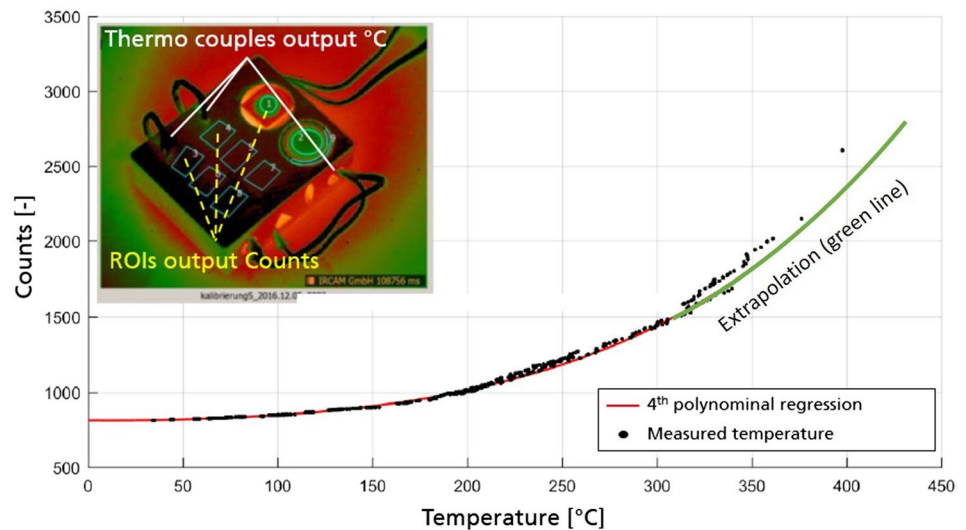 3500
3000
2500
2000
1500
1000
500
Counts [-]
Thermo couples output °C
ROIs output Counts
IRCAM GmbH 108756 ms
Extrapolation (green line)
4th polynominal regression
Measured temperature
0 50 100 150 200 250 300 350 400 450
Temperature [°C]